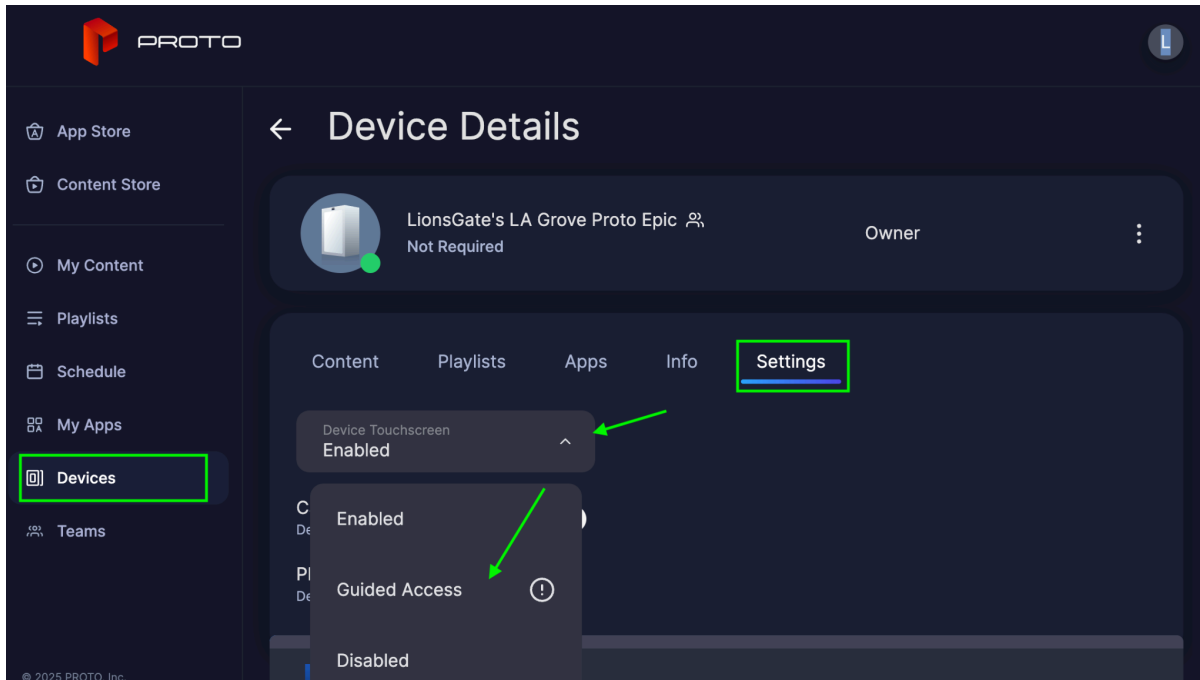 PROTO
L
App Store
Content Store
My Content
Playlists
Schedule
My Apps
Devices
Teams
© 2025 PROTO, Inc
Device Details
LionsGate's LA Grove Proto Epic
Not Required
Owner
Content Playlists Apps Info Settings
Device Touchscreen
Enabled
Enabled
Guided Access
Disabled